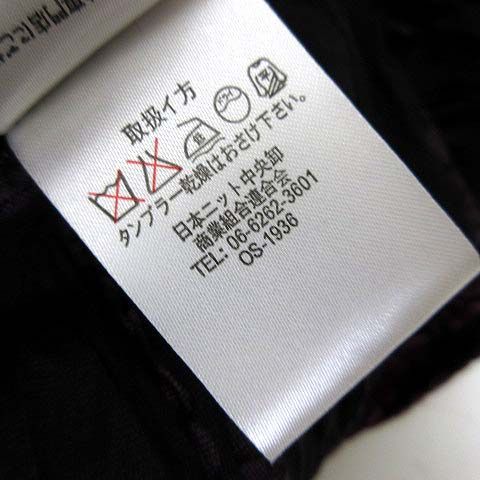 取扱イ方
タンブラー乾燥はおさけ下さい。
日本ニット中央卸
商業組合連合会
TEL: 06-6262-3601
OS-1936